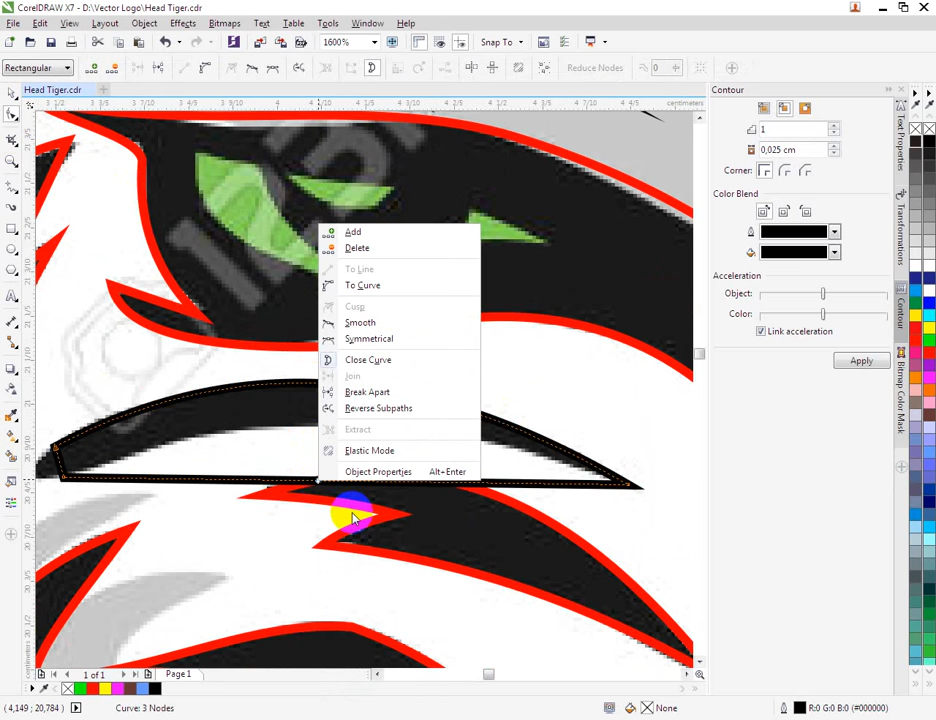 CorelDRAW X7 - D:\Vector Logo\Head Tiger.cdr
File Edit View Layout Object Effects Bitmaps Text Table Tools Window Help
1600% Snap To
Rectangular Reduce Nodes 0
Head Tiger.cdr
centimeters
Contour
1
0,025 cm
Corner:
Color Blend
Acceleration
Object:
Color:
Link acceleration
Apply
Text Properties
Transformations
Contour
Bitmap Color Mask
Add
Delete
To Line
To Curve
Cusp
Smooth
Symmetrical
Close Curve
Join
Break Apart
Reverse Subpaths
Extract
Elastic Mode
Object Properties Alt+Enter
centimeters
1 of 1 Page 1
( 4,149 ; 20,784 ) Curve: 3 Nodes None R:0 G:0 B:0 (#000000)